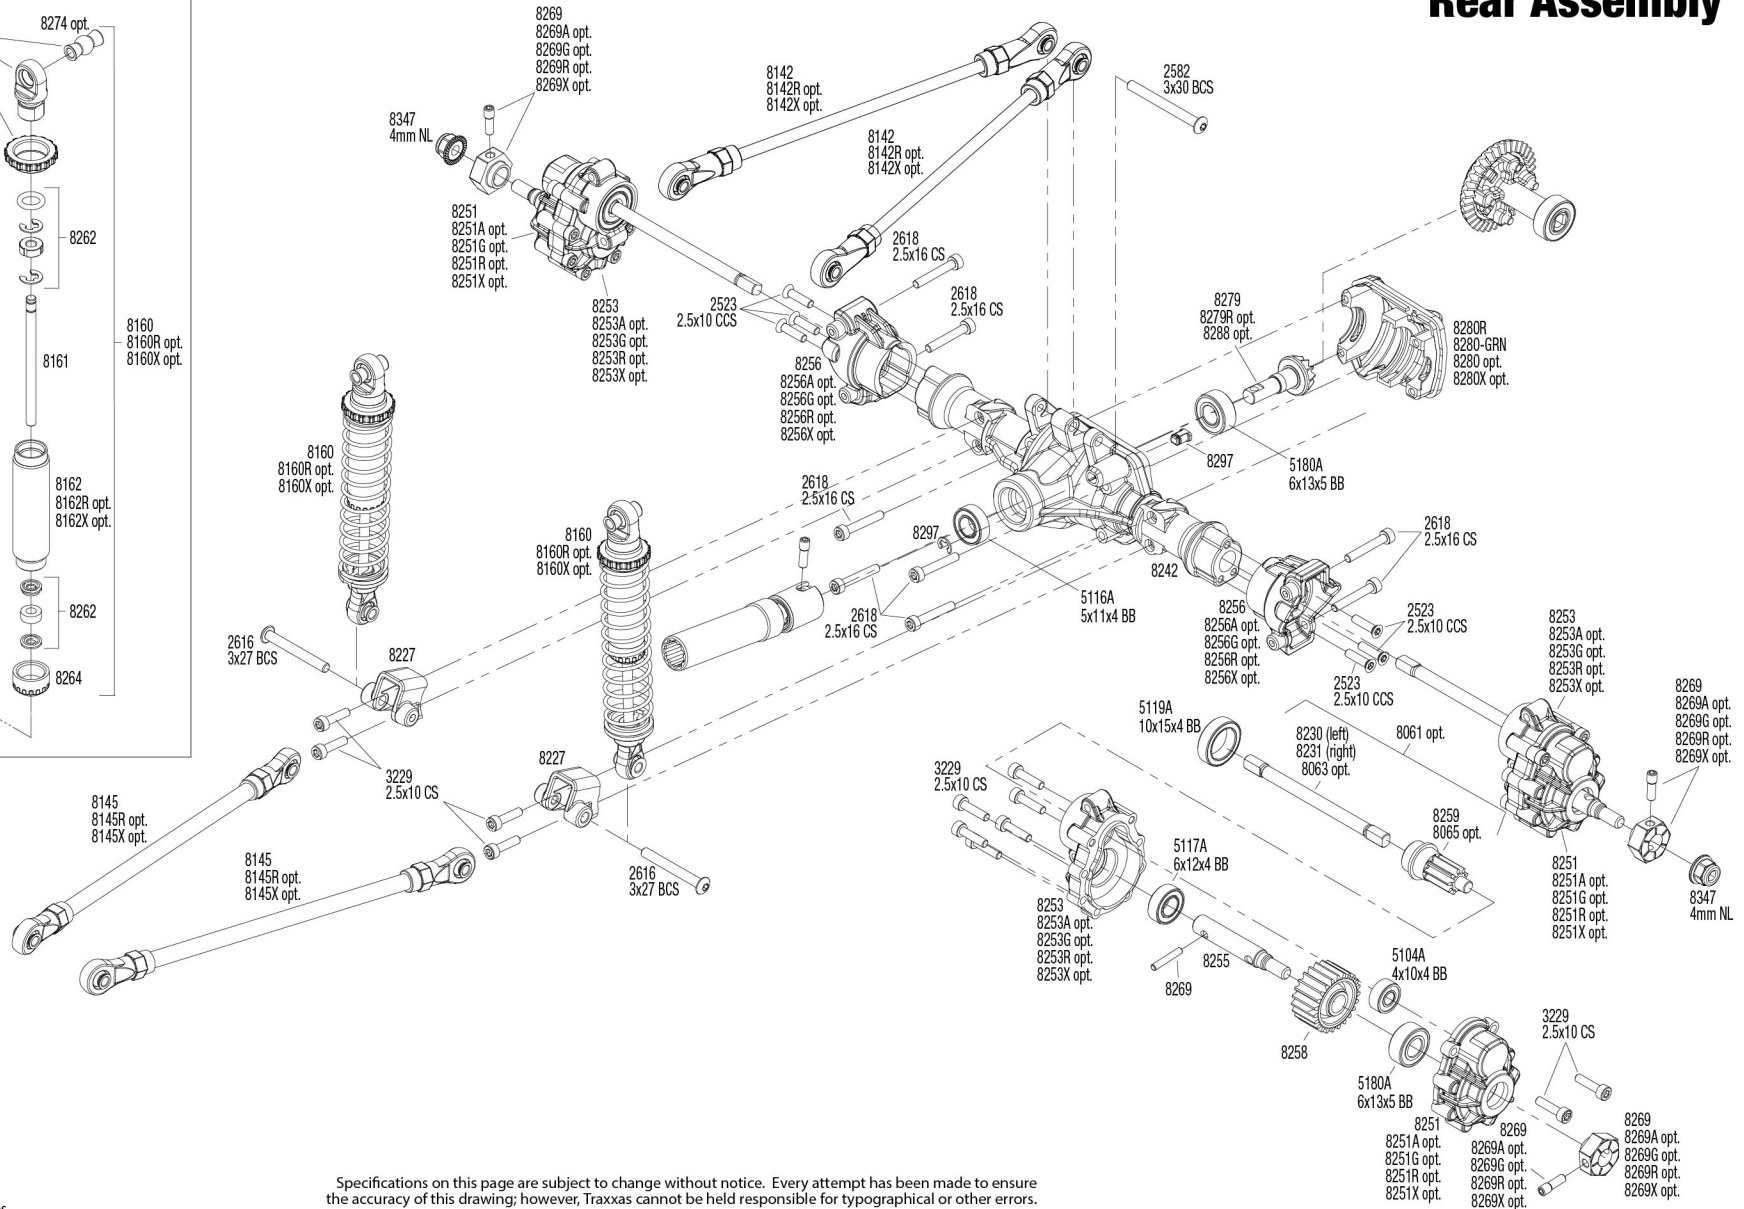 Rear Assembly
8274 opt.
8262
8161
8160
8160R opt.
8160X opt.
8162
8162R opt.
8162X opt.
8262
8264
8269
8269A opt.
8269G opt.
8269R opt.
8269X opt.
8347
4mm NL
8251
8251A opt.
8251G opt.
8251R opt.
8251X opt.
8253
8253A opt.
8253G opt.
8253R opt.
8253X opt.
8142
8142R opt.
8142X opt.
8142
8142R opt.
8142X opt.
2582
3x30 BCS
2618
2.5x16 CS
2618
2.5x16 CS
2523
2.5x10 CCS
8256
8256A opt.
8256G opt.
8256R opt.
8256X opt.
8279
8279R opt.
8288 opt.
8280R
8280-GRN
8280 opt.
8280X opt.
8297
5180A
6x13x5 BB
8160
8160R opt.
8160X opt.
8160
8160R opt.
8160X opt.
2618
2.5x16 CS
8297
2618
2.5x16 CS
5116A
5x11x4 BB
8242
2618
2.5x16 CS
8256
8256A opt.
8256G opt.
8256R opt.
8256X opt.
2523
2.5x10 CCS
2523
2.5x10 CCS
8253
8253A opt.
8253G opt.
8253R opt.
8253X opt.
8269
8269A opt.
8269G opt.
8269R opt.
8269X opt.
2616
3x27 BCS
8227
8227
3229
2.5x10 CS
2616
3x27 BCS
8145
8145R opt.
8145X opt.
8145
8145R opt.
8145X opt.
5119A
10x15x4 BB
8230 (left)
8231 (right)
8063 opt.
8061 opt.
8259
8065 opt.
3229
2.5x10 CS
5117A
6x12x4 BB
8253
8253A opt.
8253G opt.
8253R opt.
8253X opt.
8255
8269
8258
5104A
4x10x4 BB
5180A
6x13x5 BB
8251
8251A opt.
8251G opt.
8251R opt.
8251X opt.
8347
4mm NL
3229
2.5x10 CS
8251
8251A opt.
8251G opt.
8251R opt.
8251X opt.
8269
8269A opt.
8269G opt.
8269R opt.
8269X opt.
8269
8269A opt.
8269G opt.
8269R opt.
8269X opt.
Specifications on this page are subject to change without notice. Every attempt has been made to ensure
the accuracy of this drawing; however, Traxxas cannot be held responsible for typographical or other errors.